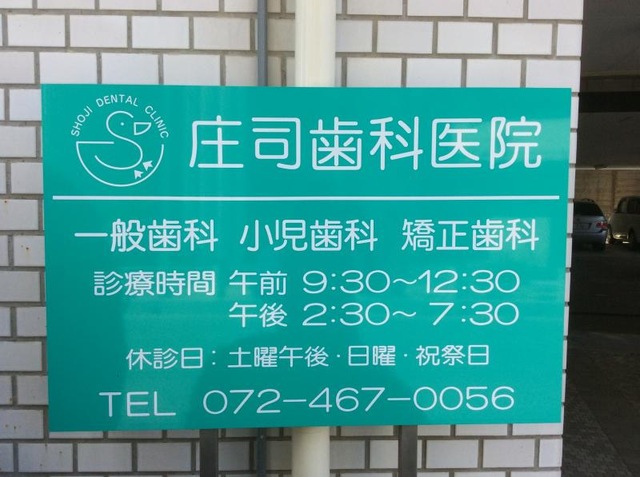 SHOJI DENTAL CLINIC
庄司歯科医院
一般歯科 小児歯科 矯正歯科
診療時間 午前 9:30〜12:30
午後 2:30〜 7:30
休診日:土曜午後・日曜・祝祭日
TEL 072-467-0056